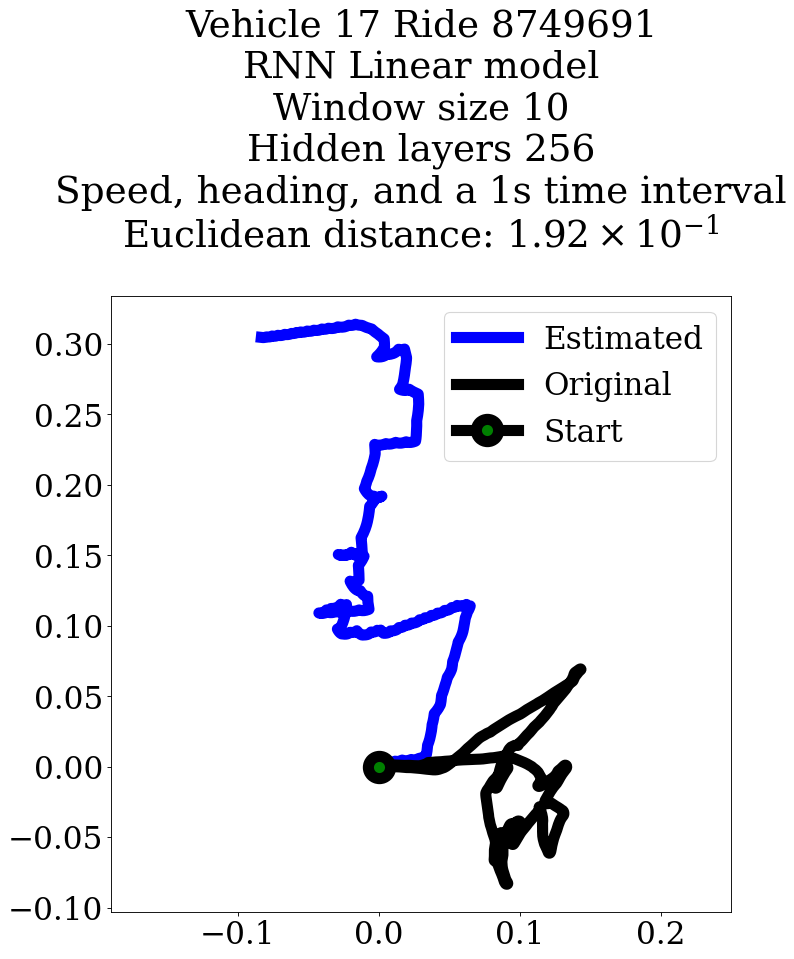 Vehicle 17 Ride 8749691
RNN Linear model
Window size 10
Hidden layers 256
Speed, heading, and a 1s time interval
Euclidean distance: 1.92 × 10⁻¹
Estimated
Original
Start
0.30
0.25
0.20
0.15
0.10
0.05
0.00
−0.05
−0.10
−0.1 0.0 0.1 0.2